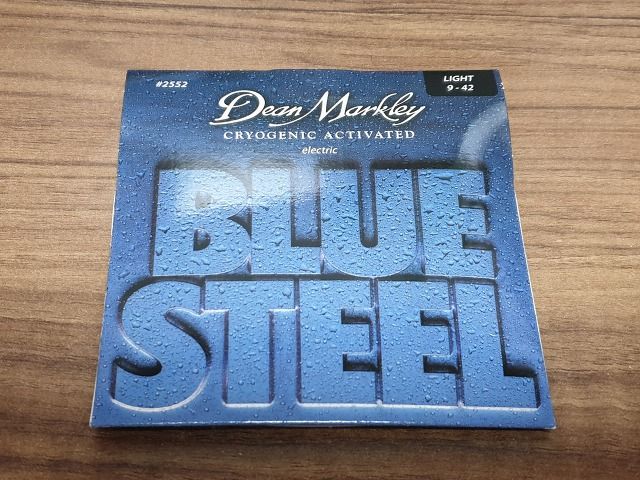 #2552
LIGHT
9 - 42
Dean Markley
CRYOGENIC ACTIVATED
electric
BLUE
STEEL